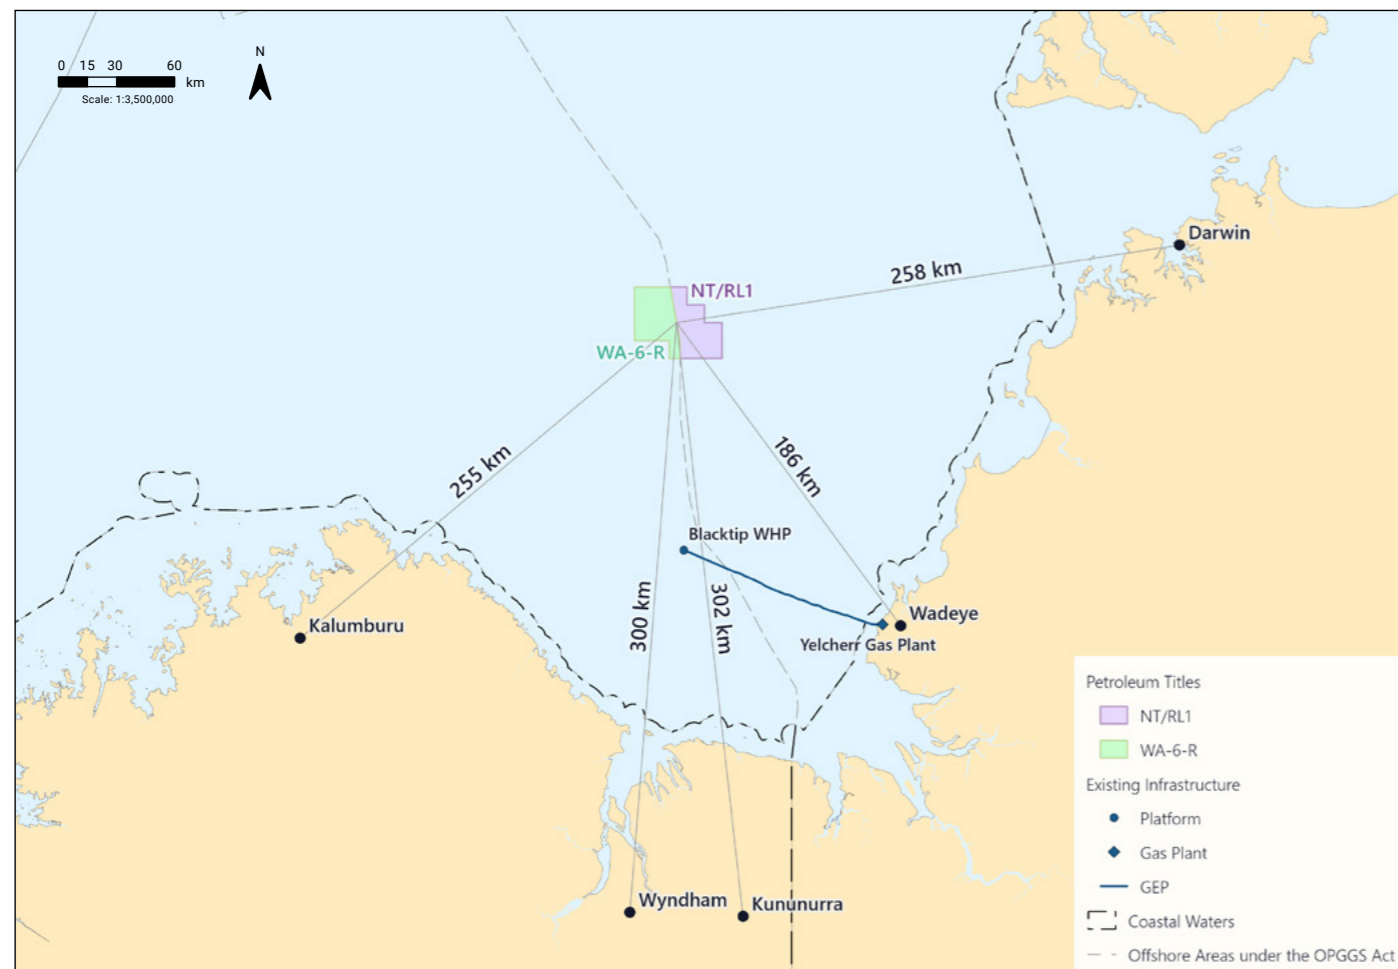 N
0 15 30 60
km
Scale: 1:3,500,000
Darwin
258 km
NT/RL1
WA-6-R
255 km
186 km
Blacktip WHP
300 km
302 km
Kalumburu
Wadeye
Yelcherr Gas Plant
Wyndham
Kununurra
Petroleum Titles
NT/RL1
WA-6-R
Existing Infrastructure
Platform
Gas Plant
GEP
Coastal Waters
Offshore Areas under the OPGGS Act